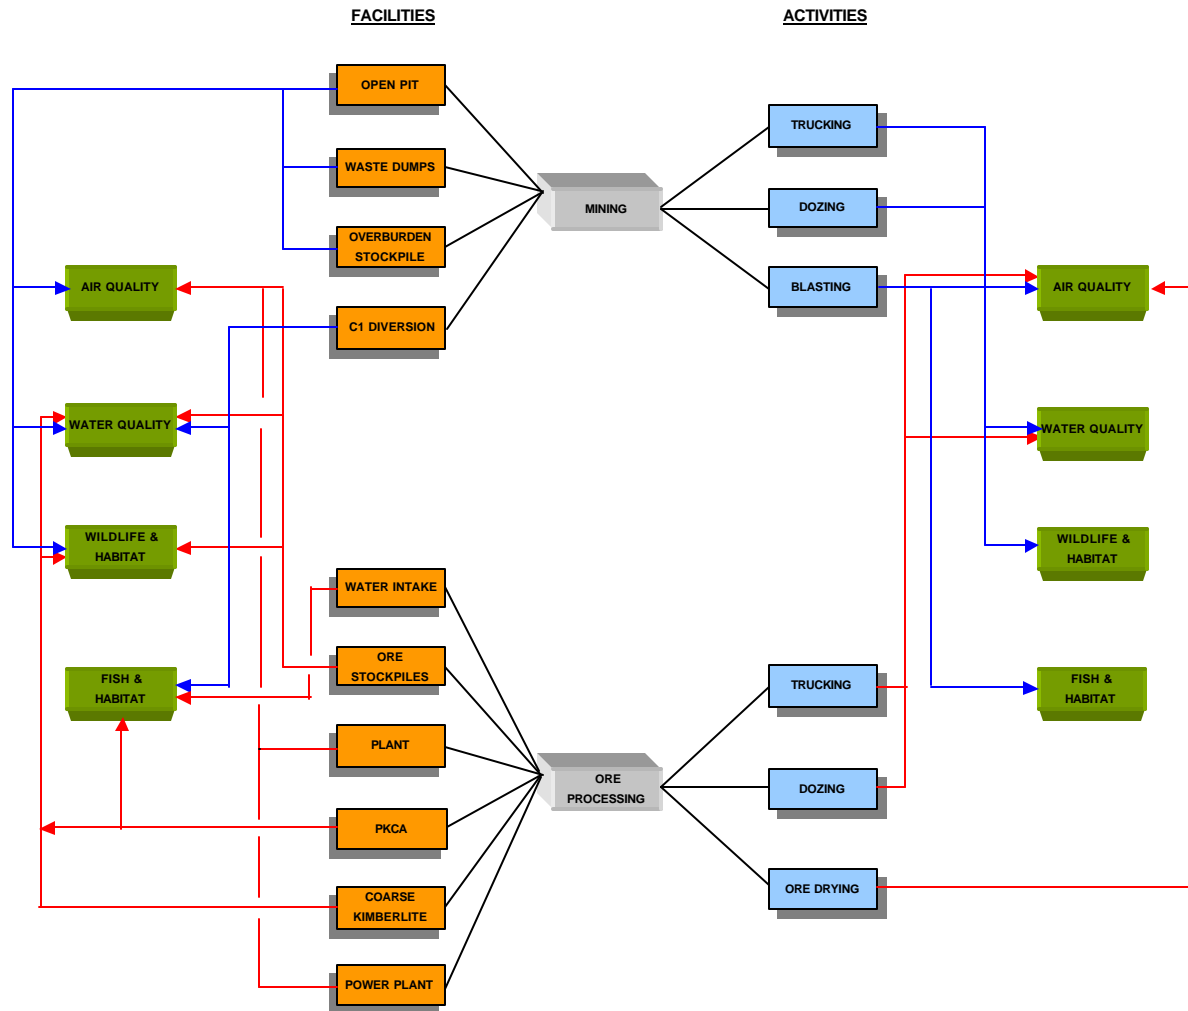 FACILITIES
ACTIVITIES
OPEN PIT
TRUCKING
WASTE DUMPS
MINING
DOZING
OVERBURDEN
STOCKPILE
AIR QUALITY
BLASTING
AIR QUALITY
C1 DIVERSION
WATER QUALITY
WATER QUALITY
WILDLIFE &
HABITAT
WILDLIFE &
HABITAT
WATER INTAKE
ORE
STOCKPILES
FISH &
HABITAT
TRUCKING
FISH &
HABITAT
PLANT
ORE
PROCESSING
DOZING
PKCA
COARSE
KIMBERLITE
ORE DRYING
POWER PLANT